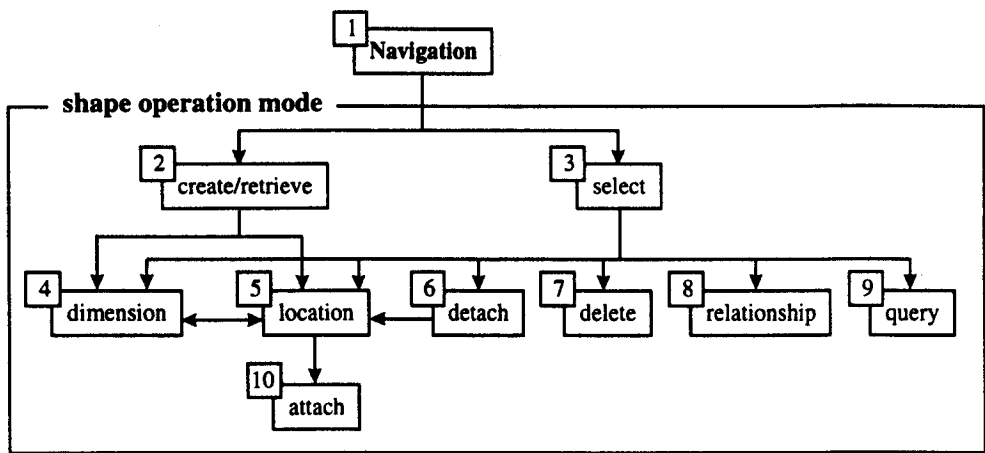 1
Navigation
shape operation mode
2
create/retrieve
3
select
4
dimension
5
location
6
detach
7
delete
8
relationship
9
query
10
attach